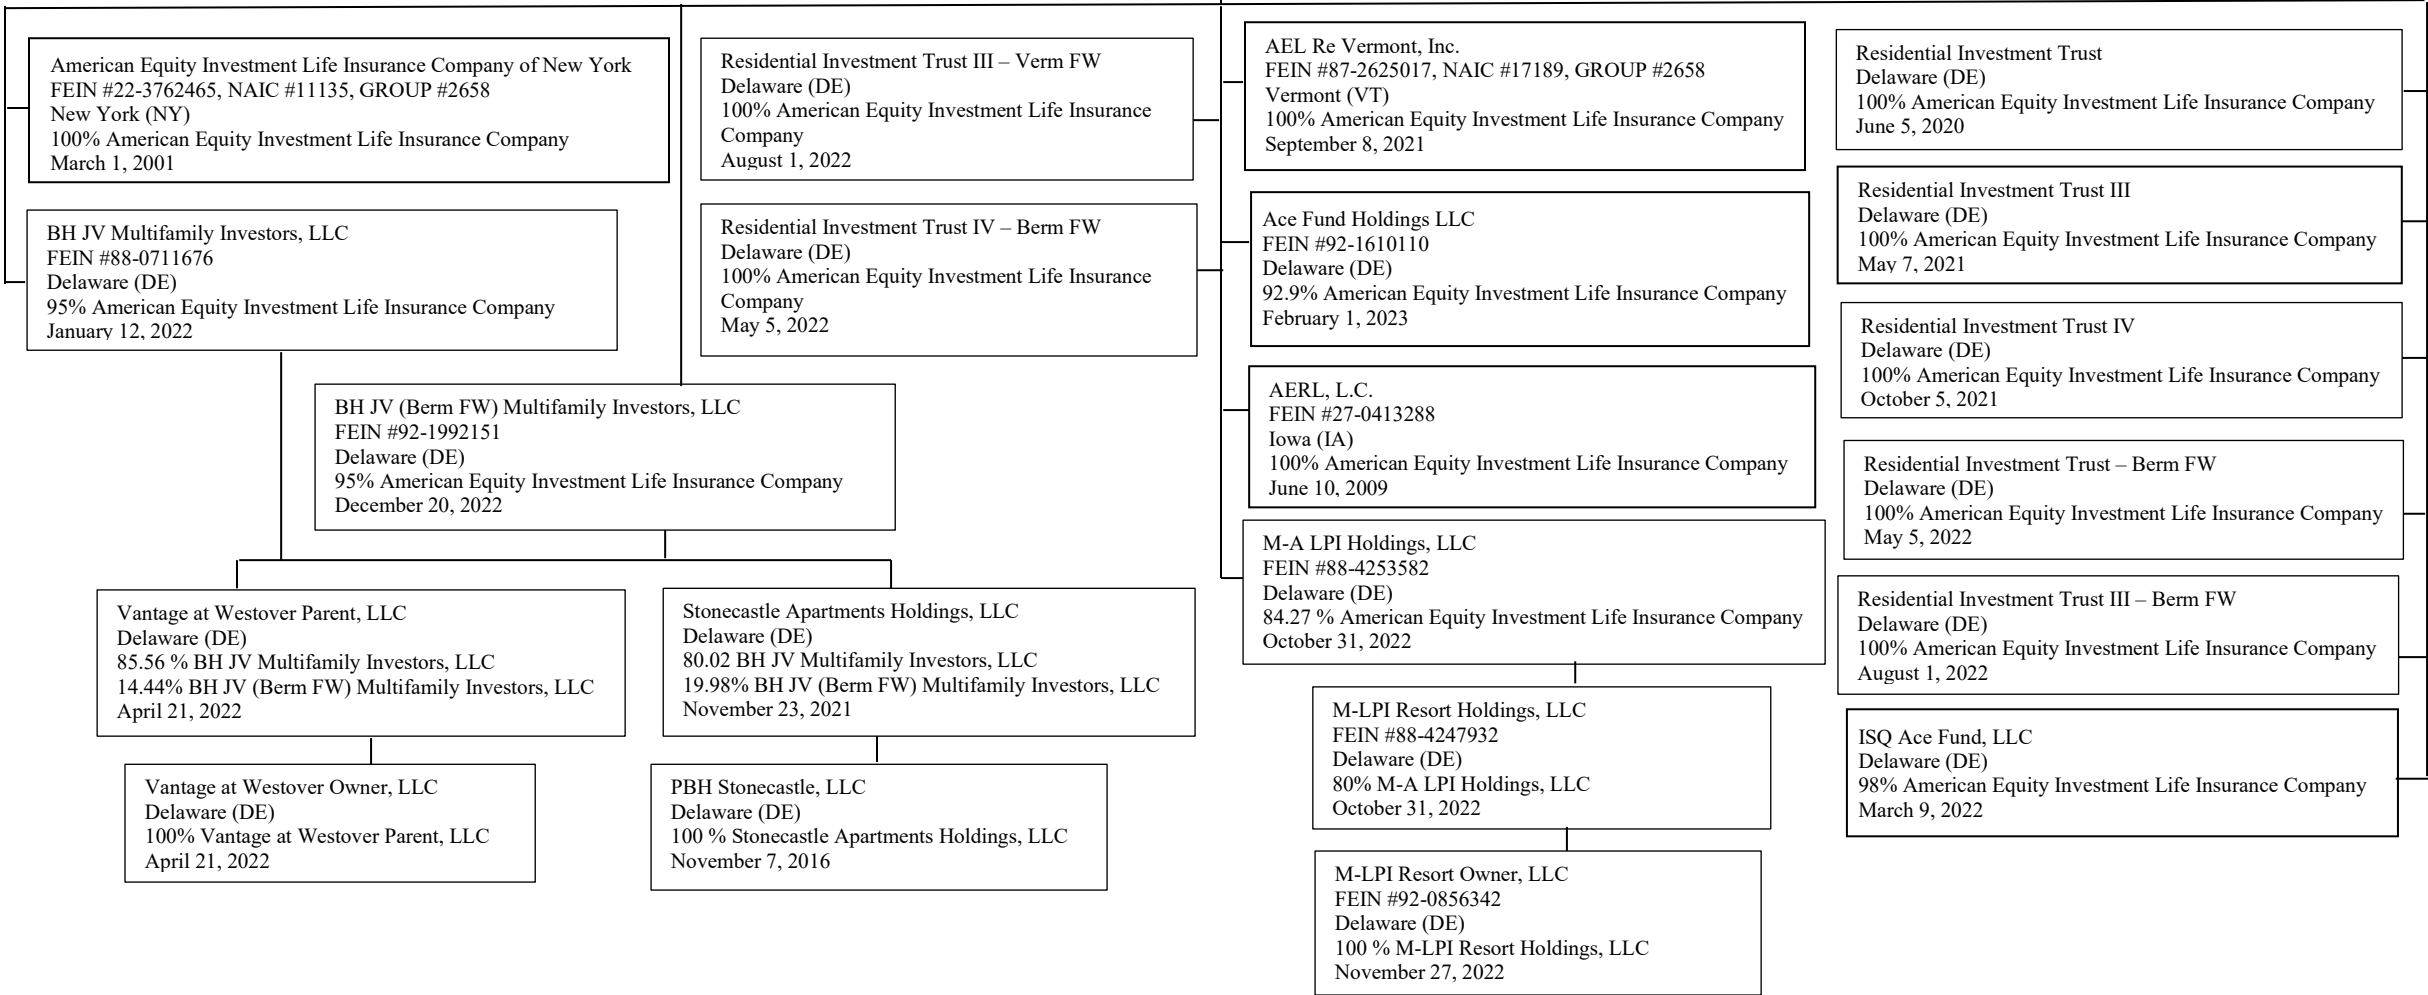 American Equity Investment Life Insurance Company of New York
FEIN #22-3762465, NAIC #11135, GROUP #2658
New York (NY)
100% American Equity Investment Life Insurance Company
March 1, 2001
BH JV Multifamily Investors, LLC
FEIN #88-0711676
Delaware (DE)
95% American Equity Investment Life Insurance Company
January 12, 2022
BH JV (Berm FW) Multifamily Investors, LLC
FEIN #92-1992151
Delaware (DE)
95% American Equity Investment Life Insurance Company
December 20, 2022
Vantage at Westover Parent, LLC
Delaware (DE)
85.56 % BH JV Multifamily Investors, LLC
14.44% BH JV (Berm FW) Multifamily Investors, LLC
April 21, 2022
Vantage at Westover Owner, LLC
Delaware (DE)
100% Vantage at Westover Parent, LLC
April 21, 2022
Stonecastle Apartments Holdings, LLC
Delaware (DE)
80.02 BH JV Multifamily Investors, LLC
19.98% BH JV (Berm FW) Multifamily Investors, LLC
November 23, 2021
PBH Stonecastle, LLC
Delaware (DE)
100 % Stonecastle Apartments Holdings, LLC
November 7, 2016
Residential Investment Trust III – Verm FW
Delaware (DE)
100% American Equity Investment Life Insurance
Company
August 1, 2022
Residential Investment Trust IV – Berm FW
Delaware (DE)
100% American Equity Investment Life Insurance
Company
May 5, 2022
AEL Re Vermont, Inc.
FEIN #87-2625017, NAIC #17189, GROUP #2658
Vermont (VT)
100% American Equity Investment Life Insurance Company
September 8, 2021
Ace Fund Holdings LLC
FEIN #92-1610110
Delaware (DE)
92.9% American Equity Investment Life Insurance Company
February 1, 2023
AERL, L.C.
FEIN #27-0413288
Iowa (IA)
100% American Equity Investment Life Insurance Company
June 10, 2009
M-A LPI Holdings, LLC
FEIN #88-4253582
Delaware (DE)
84.27 % American Equity Investment Life Insurance Company
October 31, 2022
M-LPI Resort Holdings, LLC
FEIN #88-4247932
Delaware (DE)
80% M-A LPI Holdings, LLC
October 31, 2022
M-LPI Resort Owner, LLC
FEIN #92-0856342
Delaware (DE)
100 % M-LPI Resort Holdings, LLC
November 27, 2022
Residential Investment Trust
Delaware (DE)
100% American Equity Investment Life Insurance Company
June 5, 2020
Residential Investment Trust III
Delaware (DE)
100% American Equity Investment Life Insurance Company
May 7, 2021
Residential Investment Trust IV
Delaware (DE)
100% American Equity Investment Life Insurance Company
October 5, 2021
Residential Investment Trust – Berm FW
Delaware (DE)
100% American Equity Investment Life Insurance Company
May 5, 2022
Residential Investment Trust III – Berm FW
Delaware (DE)
100% American Equity Investment Life Insurance Company
August 1, 2022
ISQ Ace Fund, LLC
Delaware (DE)
98% American Equity Investment Life Insurance Company
March 9, 2022